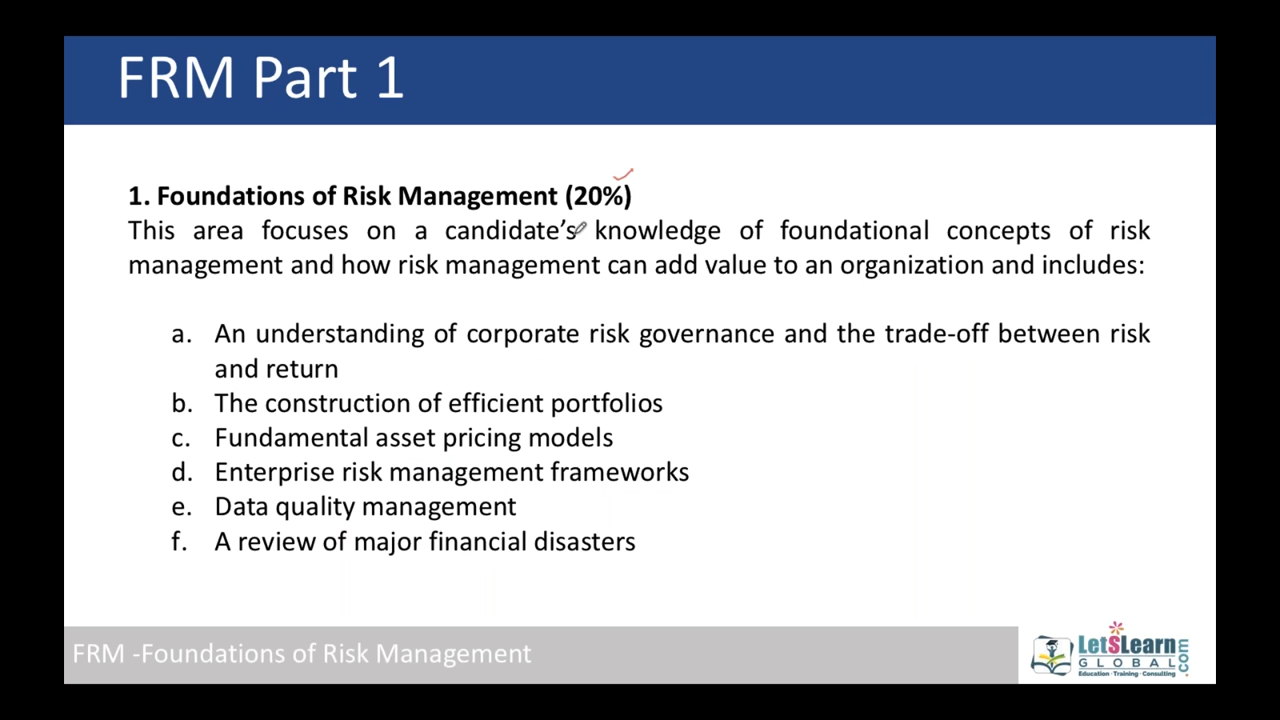 FRM Part 1
1. Foundations of Risk Management (20%)
This area focuses on a candidate's knowledge of foundational concepts of risk
management and how risk management can add value to an organization and includes:
a. An understanding of corporate risk governance and the trade-off between risk
and return
b. The construction of efficient portfolios
c. Fundamental asset pricing models
d. Enterprise risk management frameworks
e. Data quality management
f. A review of major financial disasters
FRM -Foundations of Risk Management
LetSLearn
GLOBAL
.com
Education · Training · Consulting